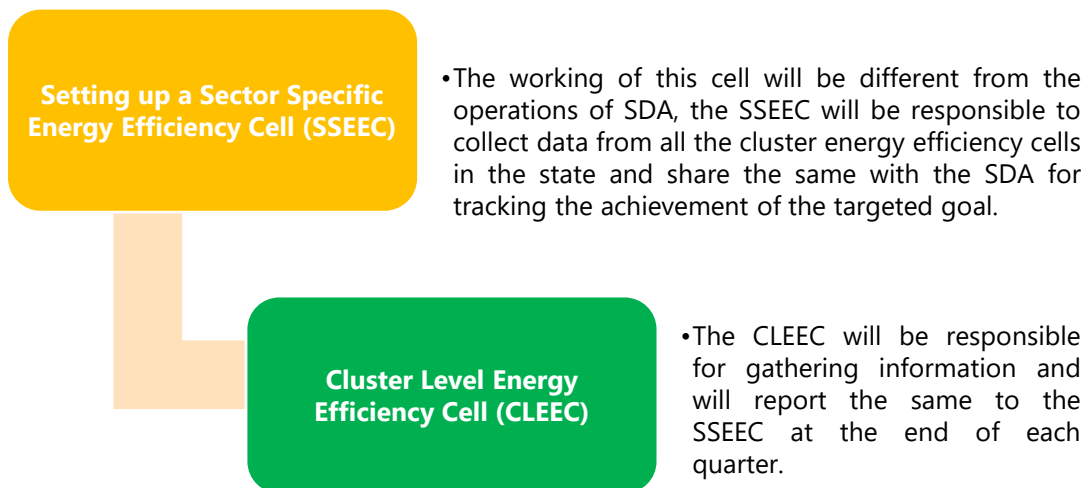 Setting up a Sector Specific
Energy Efficiency Cell (SSEEC)
•The working of this cell will be different from the
operations of SDA, the SSEEC will be responsible to
collect data from all the cluster energy efficiency cells
in the state and share the same with the SDA for
tracking the achievement of the targeted goal.
Cluster Level Energy
Efficiency Cell (CLEEC)
•The CLEEC will be responsible
for gathering information and
will report the same to the
SSEEC at the end of each
quarter.